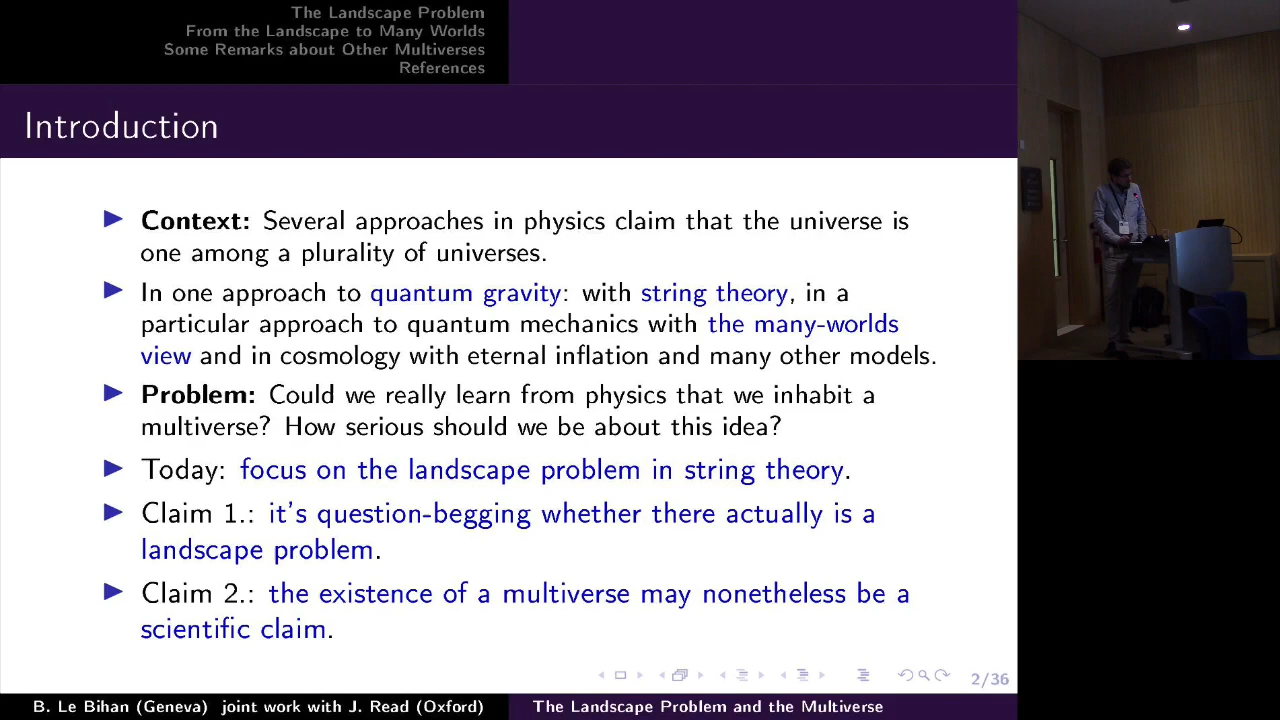 The Landscape Problem
From the Landscape to Many Worlds
Some Remarks about Other Multiverses
References
Introduction
Context: Several approaches in physics claim that the universe is
one among a plurality of universes.
In one approach to quantum gravity: with string theory, in a
particular approach to quantum mechanics with the many-worlds
view and in cosmology with eternal inflation and many other models.
Problem: Could we really learn from physics that we inhabit a
multiverse? How serious should we be about this idea?
Today: focus on the landscape problem in string theory.
Claim 1.: it's question-begging whether there actually is a
landscape problem.
Claim 2.: the existence of a multiverse may nonetheless be a
scientific claim.
2/36
B. Le Bihan (Geneva) joint work with J. Read (Oxford)
The Landscape Problem and the Multiverse